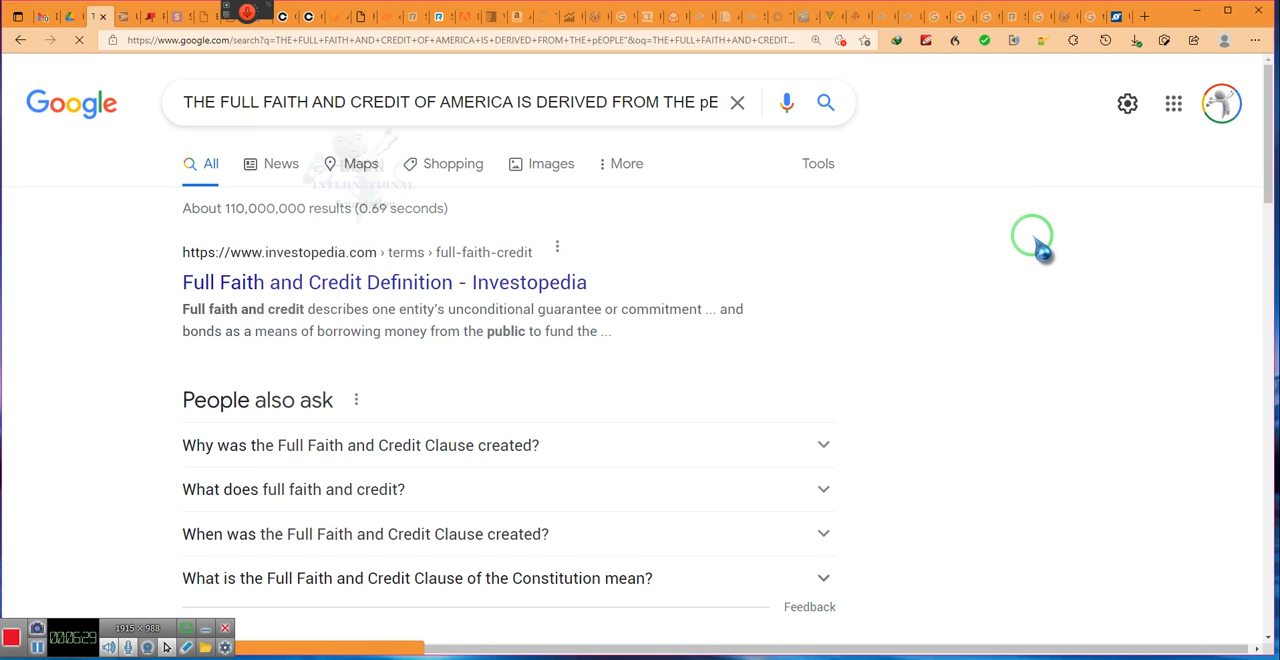 https://www.google.com/search?q=THE+FULL+FAITH+AND+CREDIT+OF+AMERICA+IS+DERIVED+FROM+THE+pEOPLE"&oq=THE+FULL+FAITH+AND+CREDIT...
Google
THE FULL FAITH AND CREDIT OF AMERICA IS DERIVED FROM THE pE
All News Maps Shopping Images More Tools
INTERNATIONAL
About 110,000,000 results (0.69 seconds)
https://www.investopedia.com › terms › full-faith-credit
Full Faith and Credit Definition - Investopedia
Full faith and credit describes one entity's unconditional guarantee or commitment ... and
bonds as a means of borrowing money from the public to fund the ...
People also ask
Why was the Full Faith and Credit Clause created?
What does full faith and credit?
When was the Full Faith and Credit Clause created?
What is the Full Faith and Credit Clause of the Constitution mean?
Feedback
1915 x 988
00:06:29